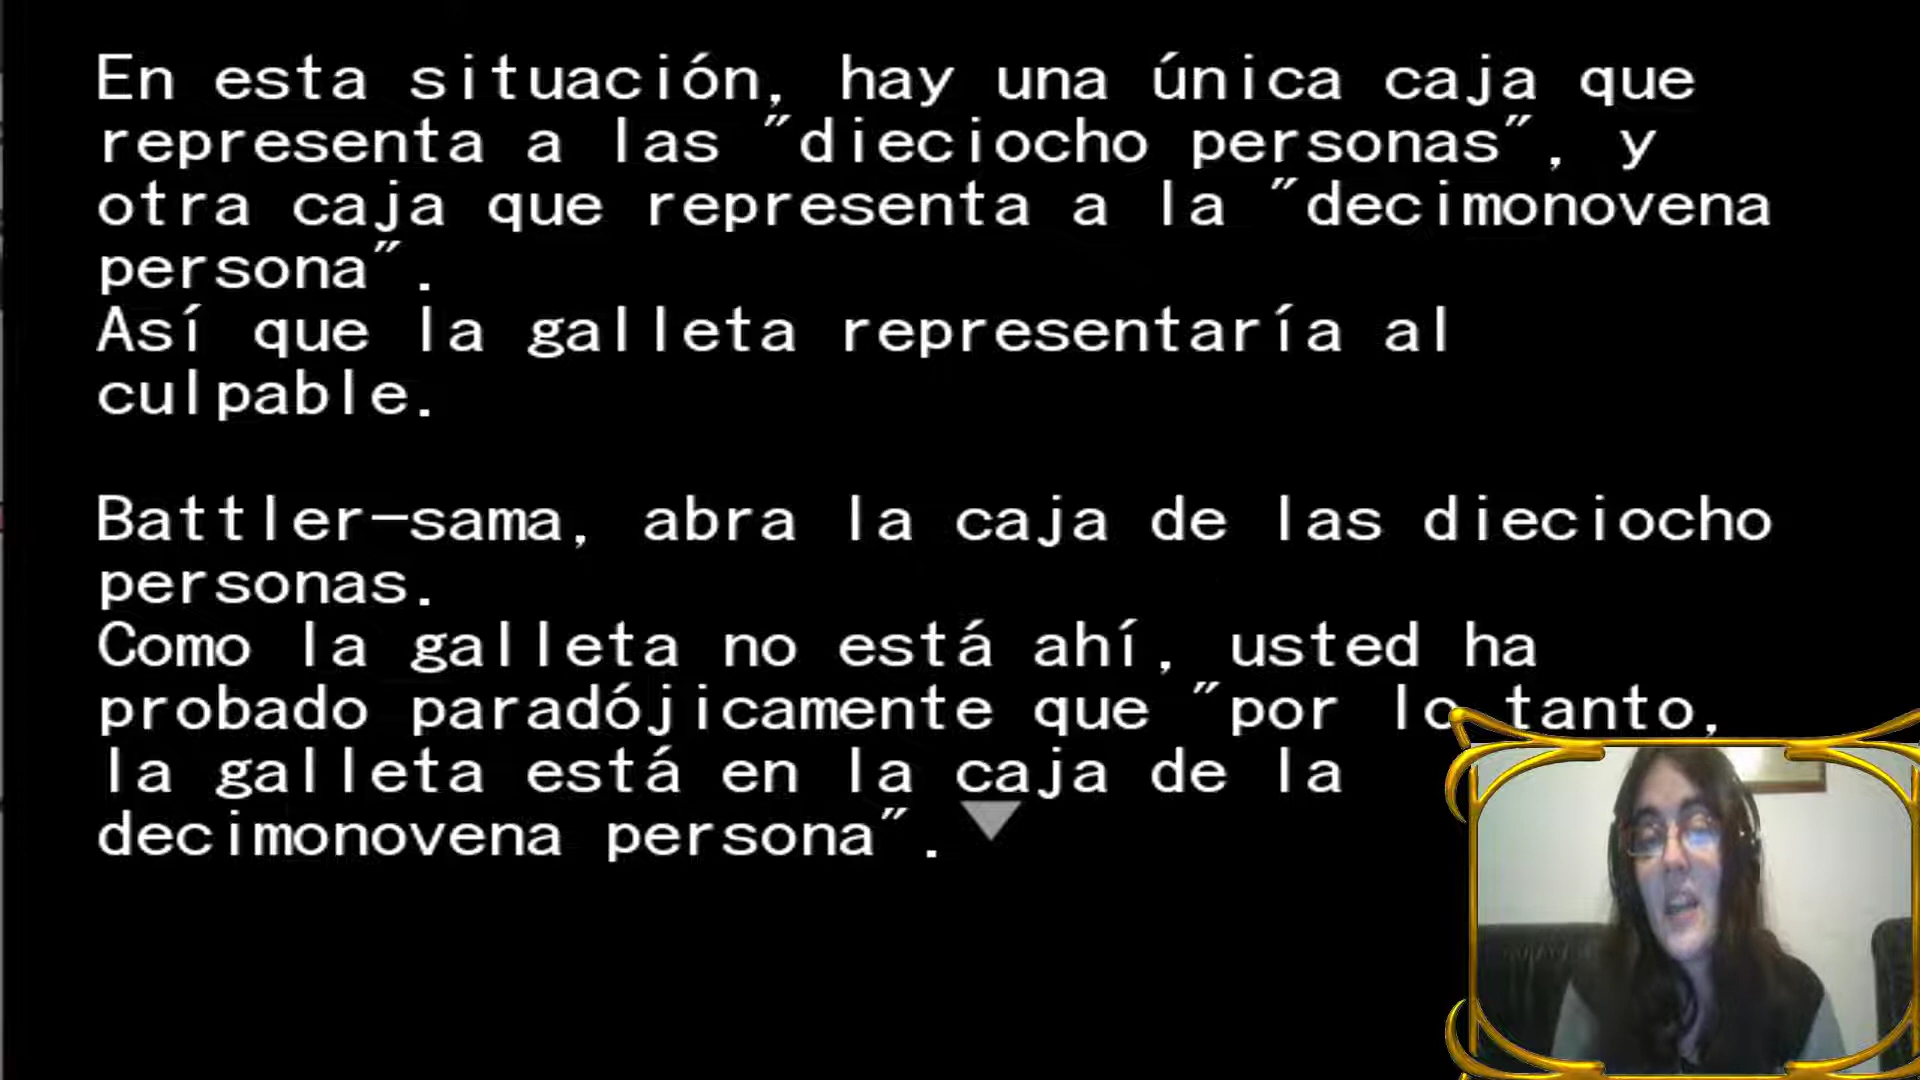 En esta situación, hay una única caja que
representa a las "dieciocho personas", y
otra caja que representa a la "decimonovena
persona".
Así que la galleta representaría al
culpable.
Battler—sama, abra la caja de las dieciocho
personas.
Como la galleta no está ahí, usted ha
probado paradójicamente que "por lo tanto,
la galleta está en la caja de la
decimonovena persona".